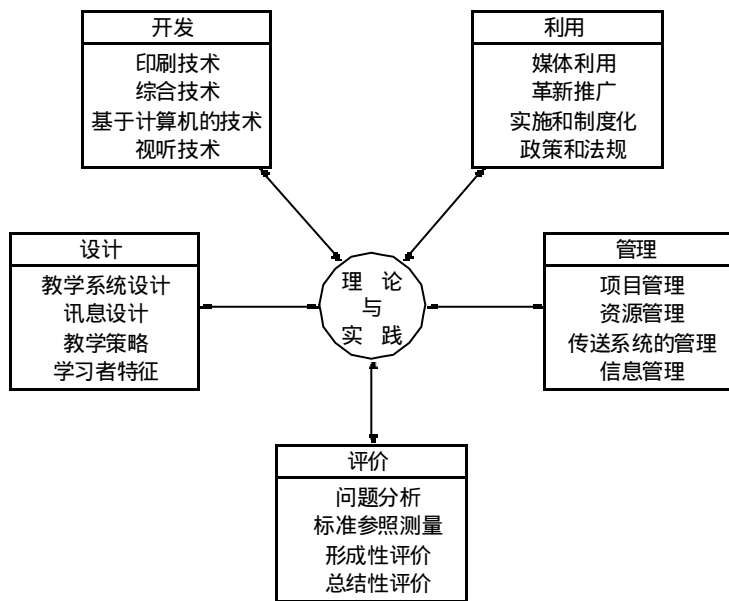 开发
印刷技术
综合技术
基于计算机的技术
视听技术
利用
媒体利用
革新推广
实施和制度化
政策和法规
设计
教学系统设计
讯息设计
教学策略
学习者特征
理 论
与
实 践
管理
项目管理
资源管理
传送系统的管理
信息管理
评价
问题分析
标准参照测量
形成性评价
总结性评价